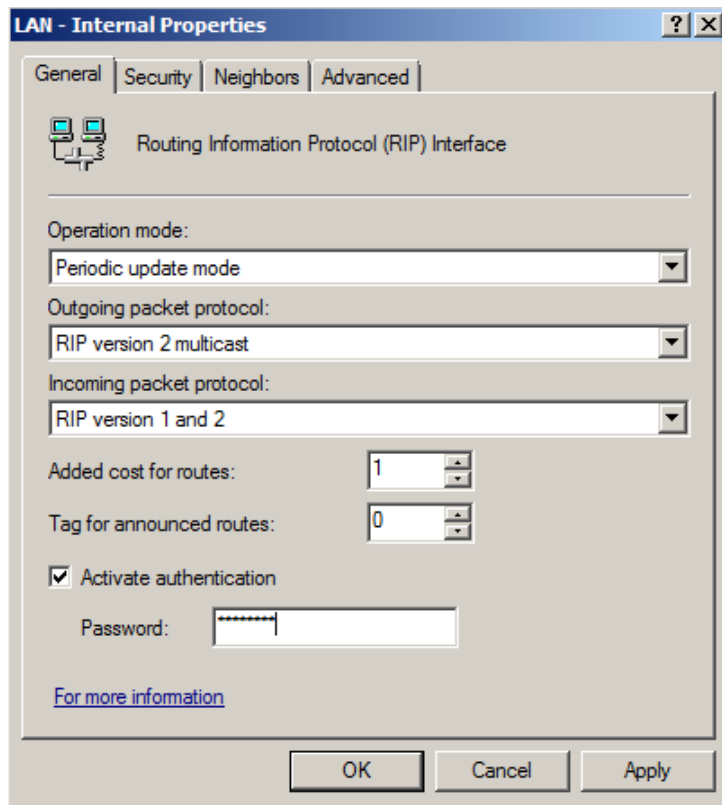 LAN - Internal Properties
General Security Neighbors Advanced
Routing Information Protocol (RIP) Interface
Operation mode:
Periodic update mode
Outgoing packet protocol:
RIP version 2 multicast
Incoming packet protocol:
RIP version 1 and 2
Added cost for routes: 1
Tag for announced routes: 0
Activate authentication
Password: ********
For more information
OK Cancel Apply